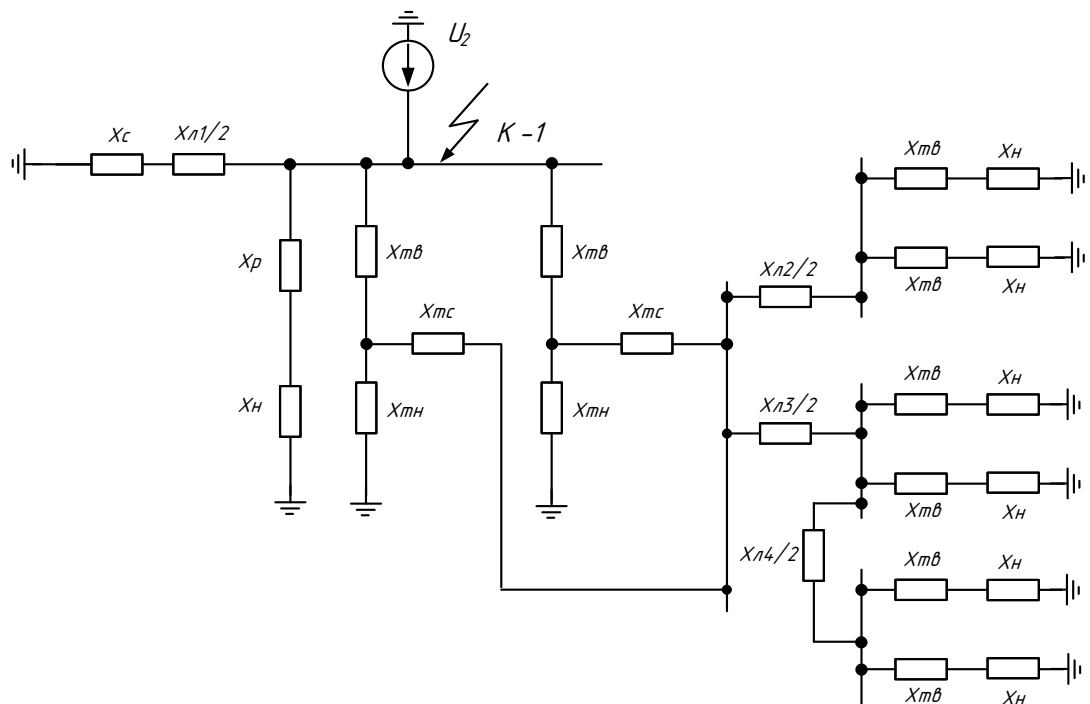 U2
K-1
Xc
Xл1/2
Xтв
Xн
Xр
Xтв
Xтв
Xтв
Xн
Xл2/2
Xтс
Xтс
Xн
Xтн
Xтн
Xтв
Xн
Xл3/2
Xтв
Xн
Xл4/2
Xтв
Xн
Xтв
Xн